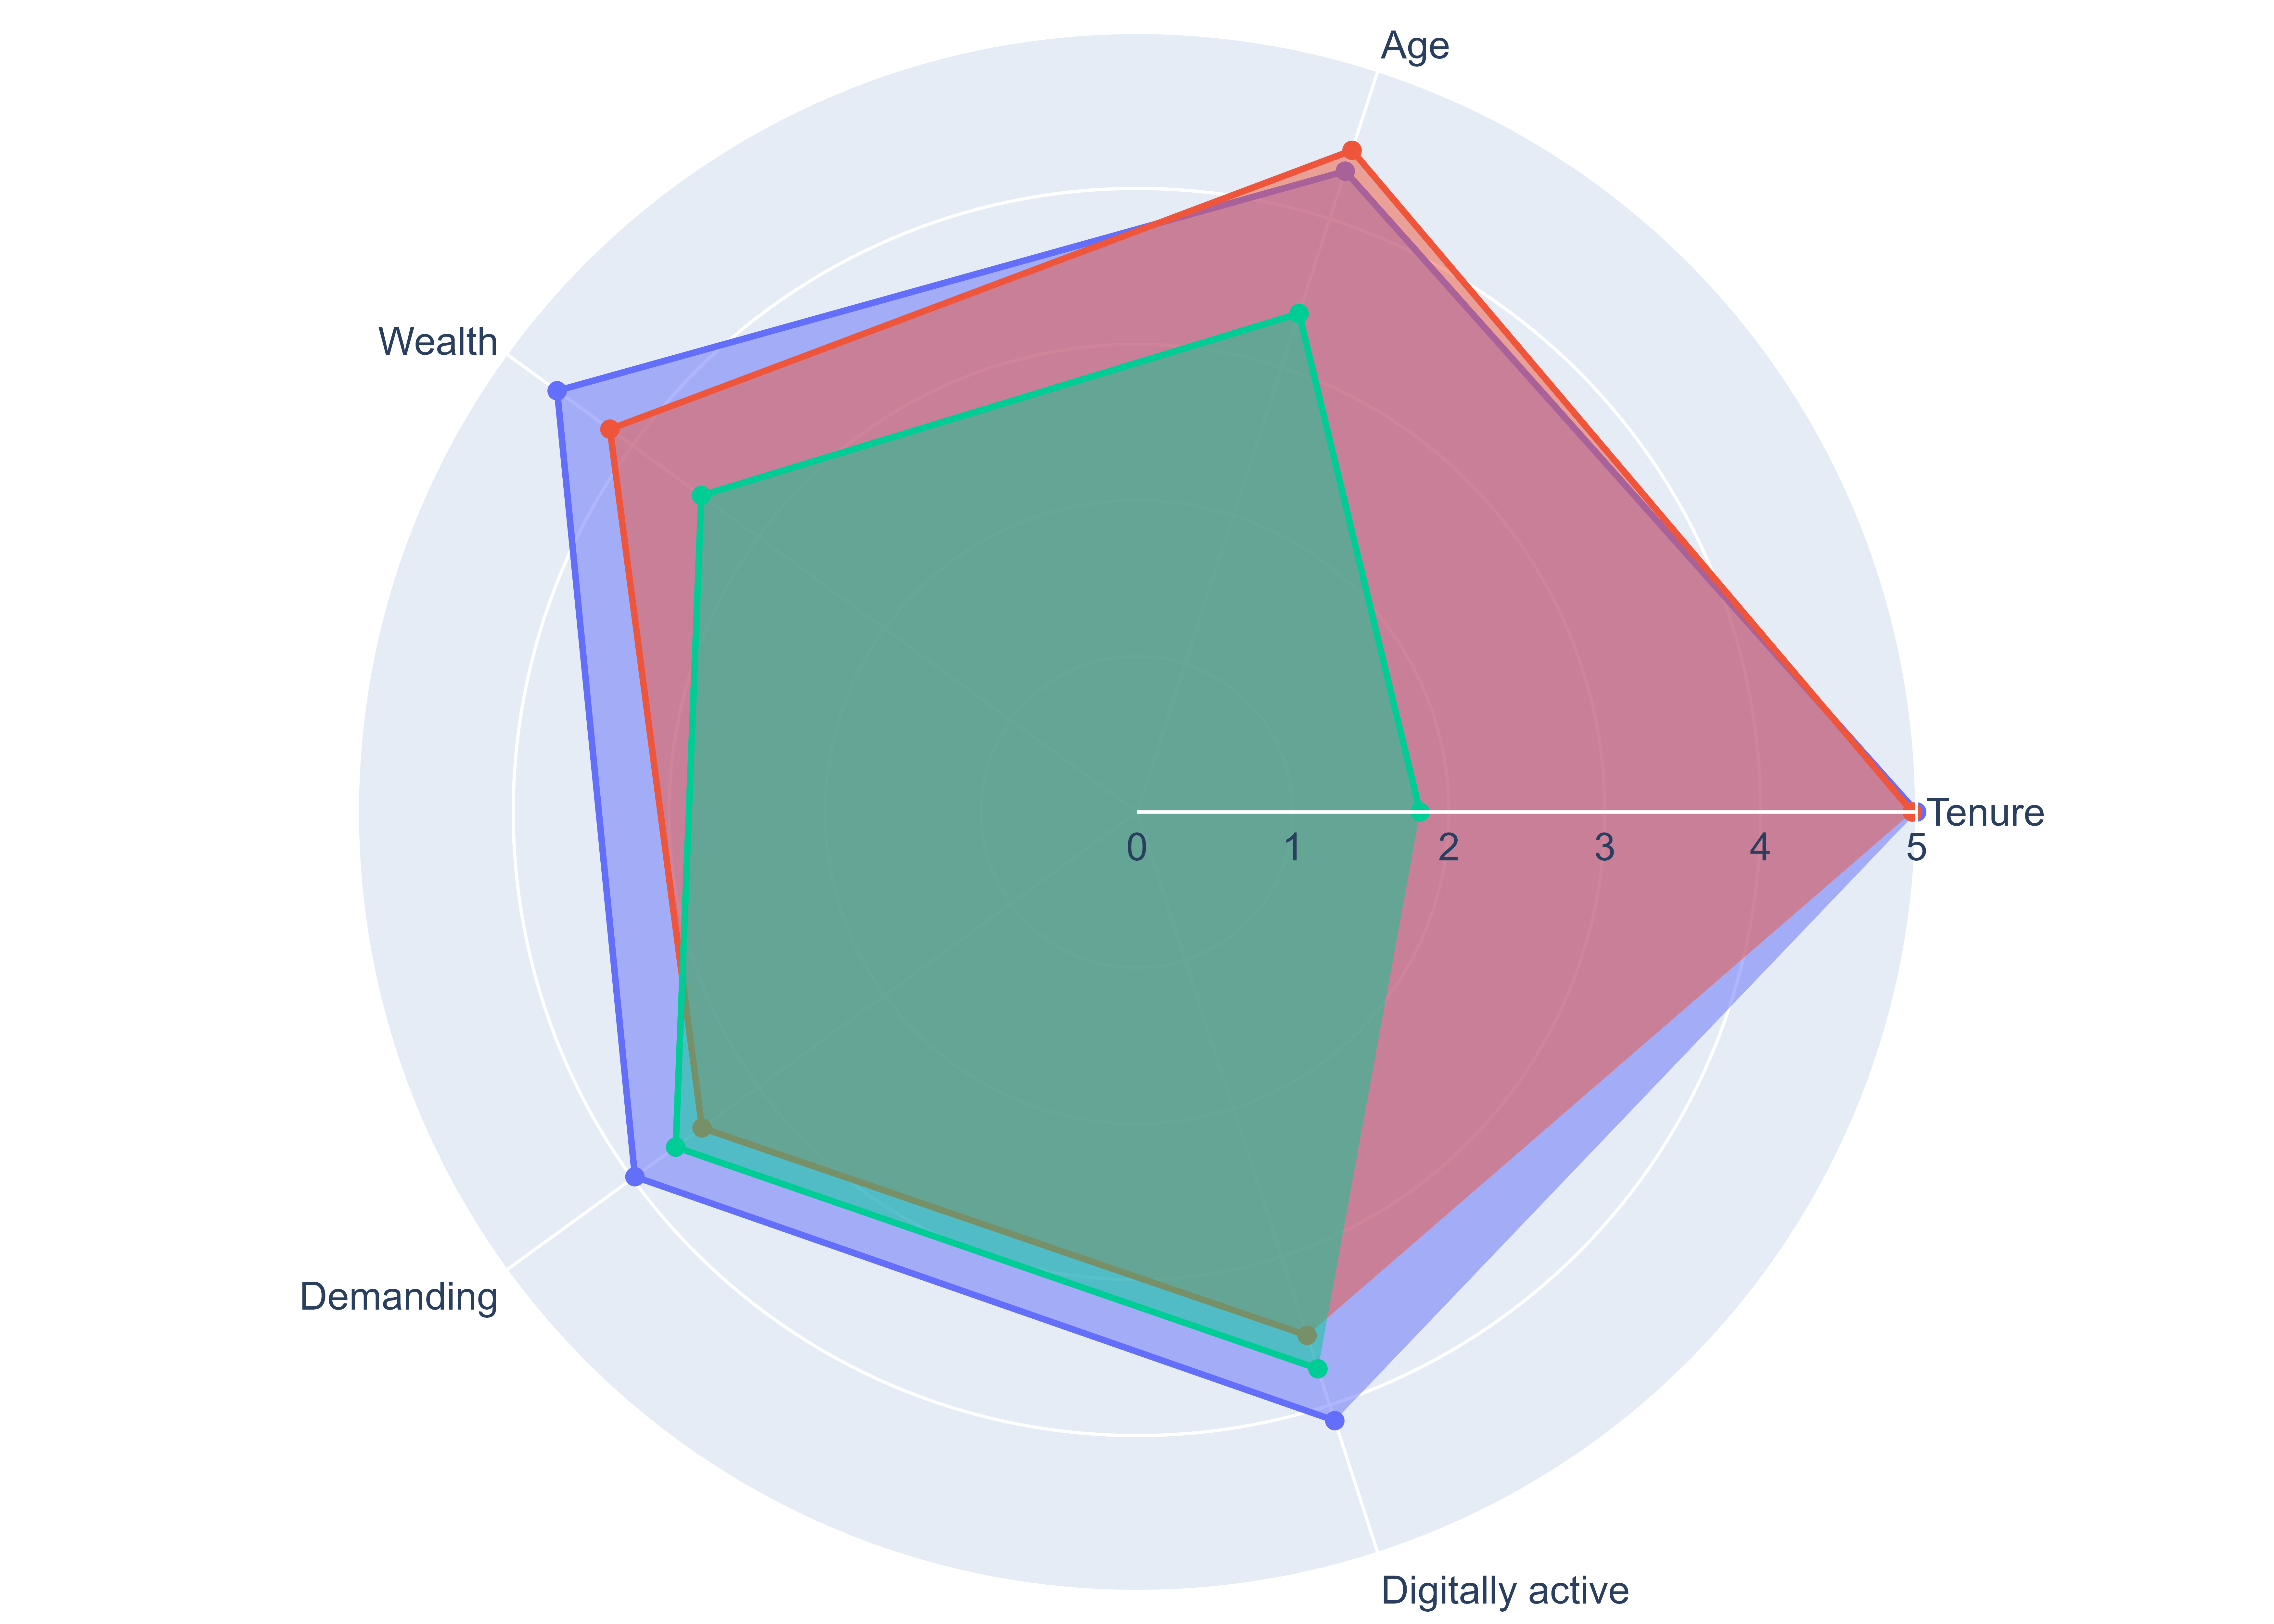 Age
Wealth
Tenure
0 1 2 3 4 5
Demanding
Digitally active